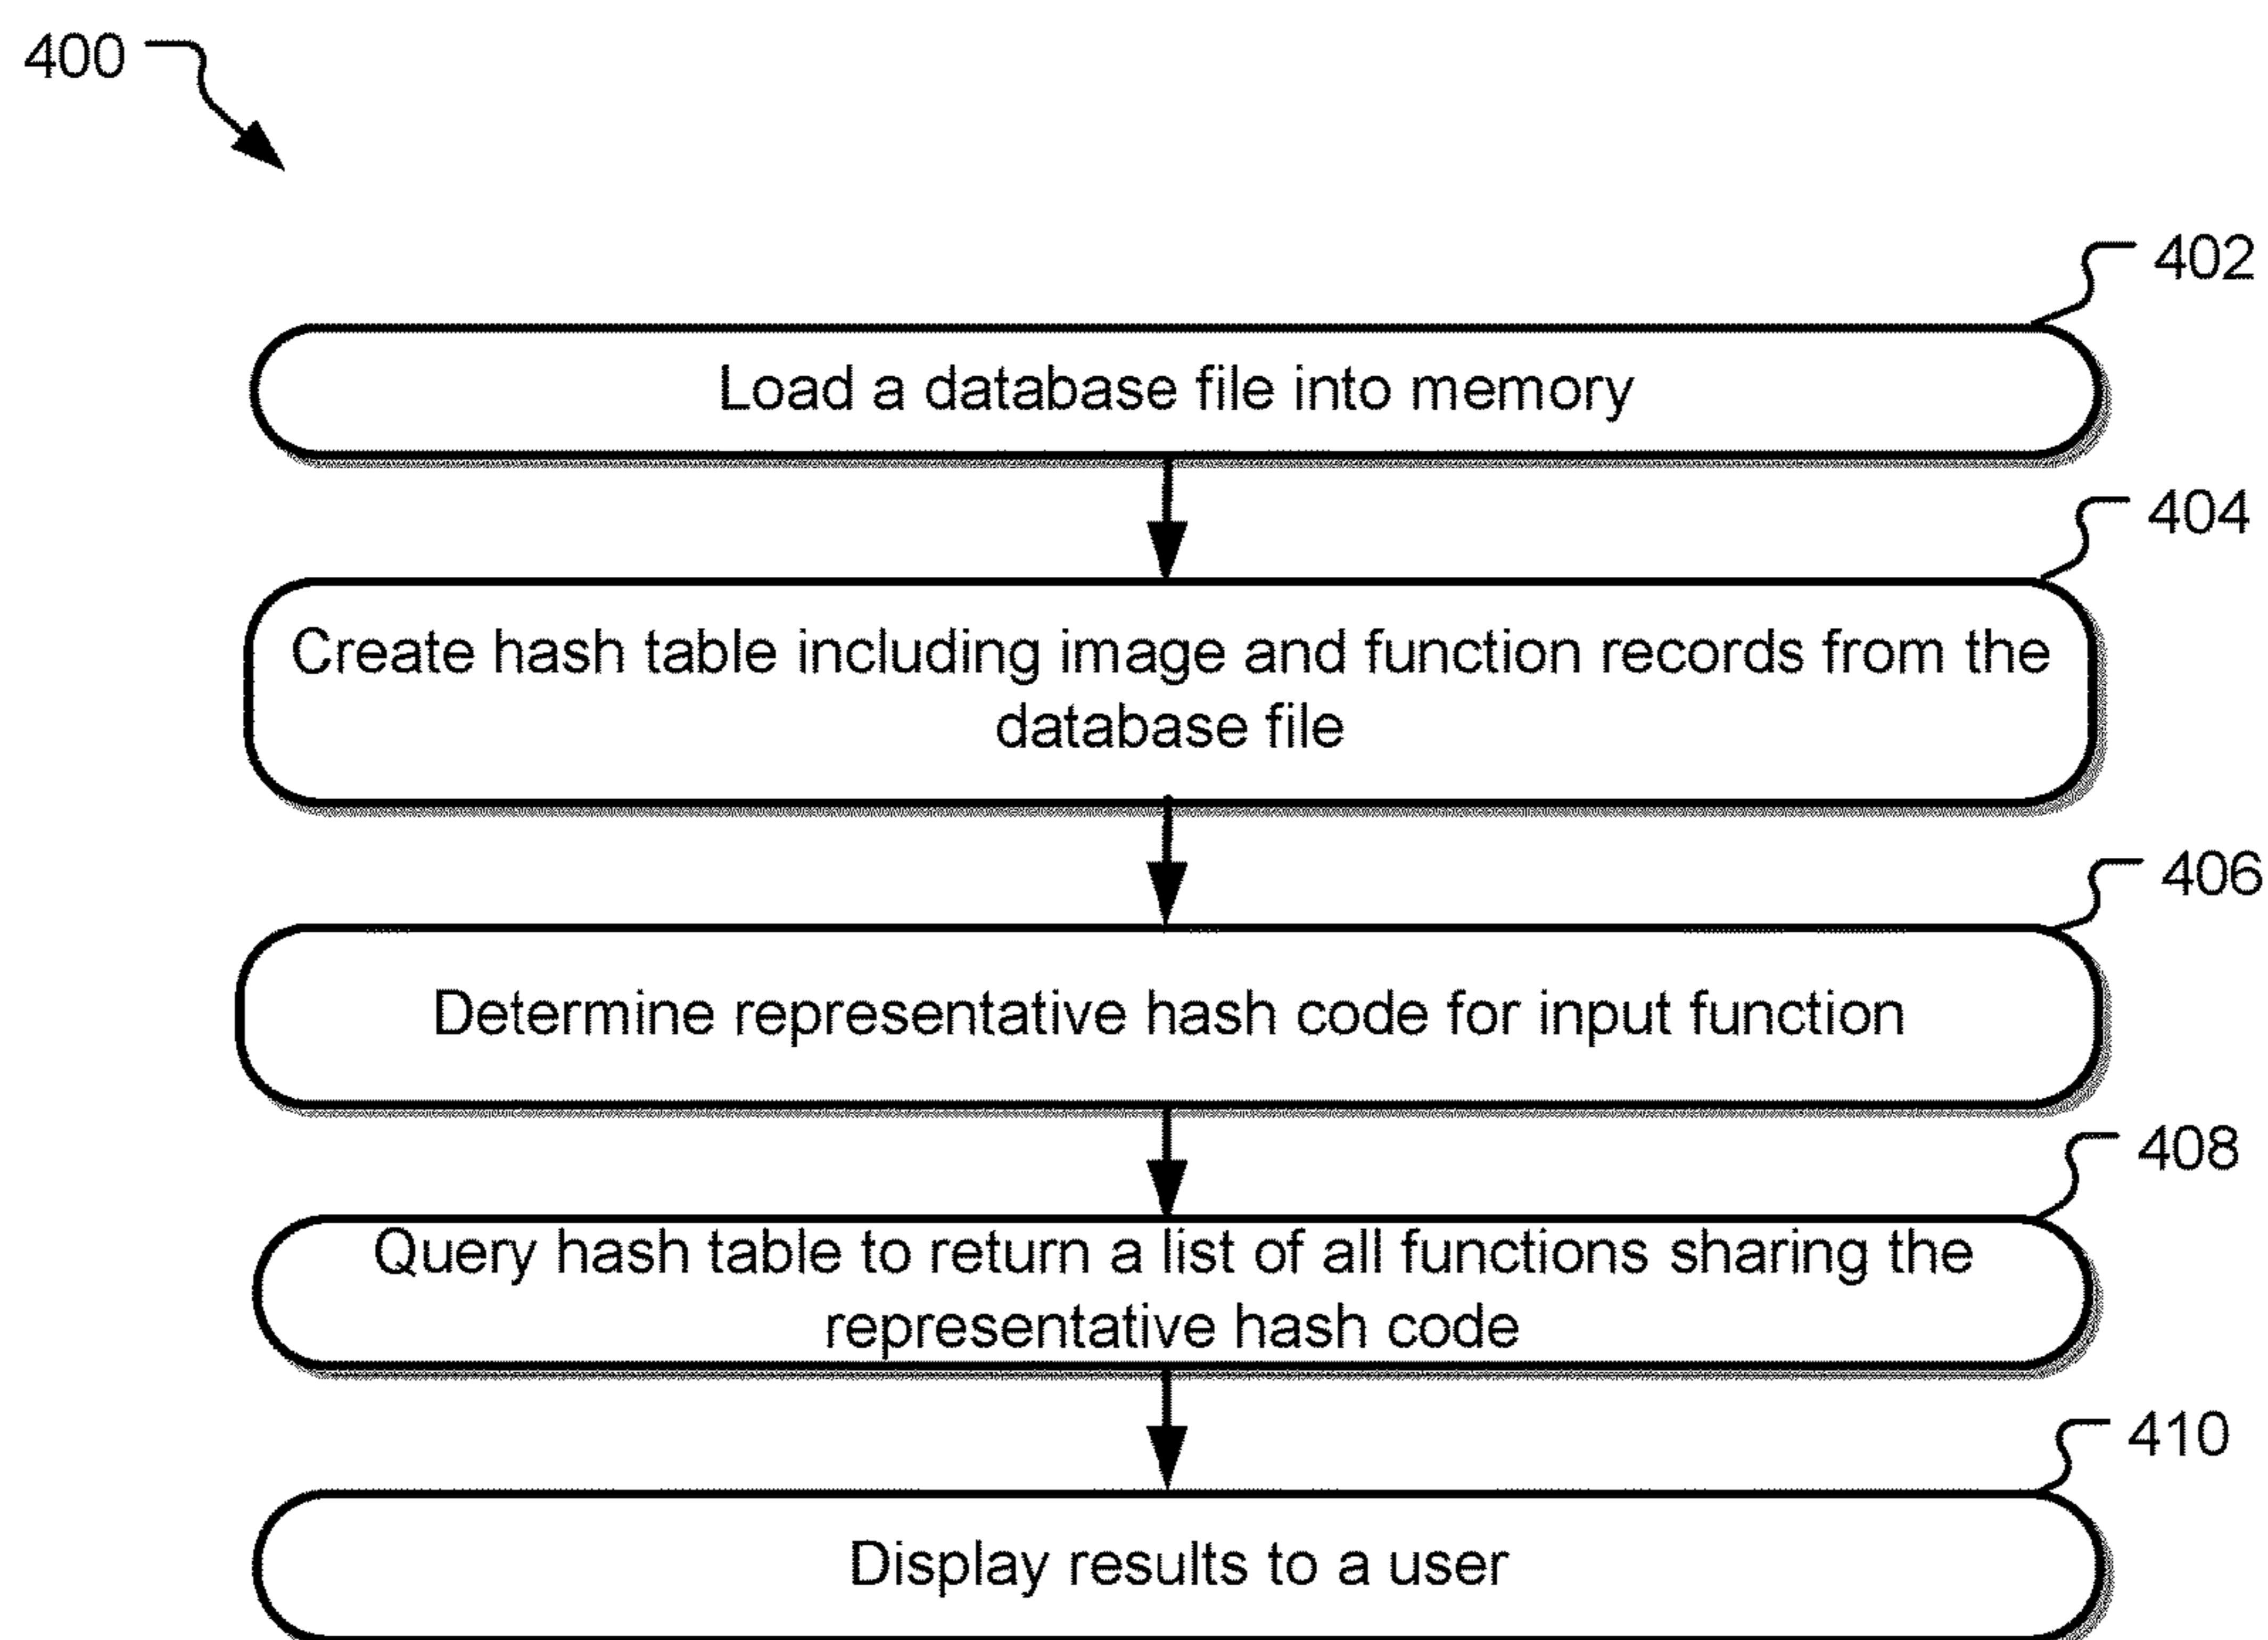 400
402
Load a database file into memory
404
Create hash table including image and function records from the
database file
406
Determine representative hash code for input function
408
Query hash table to return a list of all functions sharing the
representative hash code
410
Display results to a user